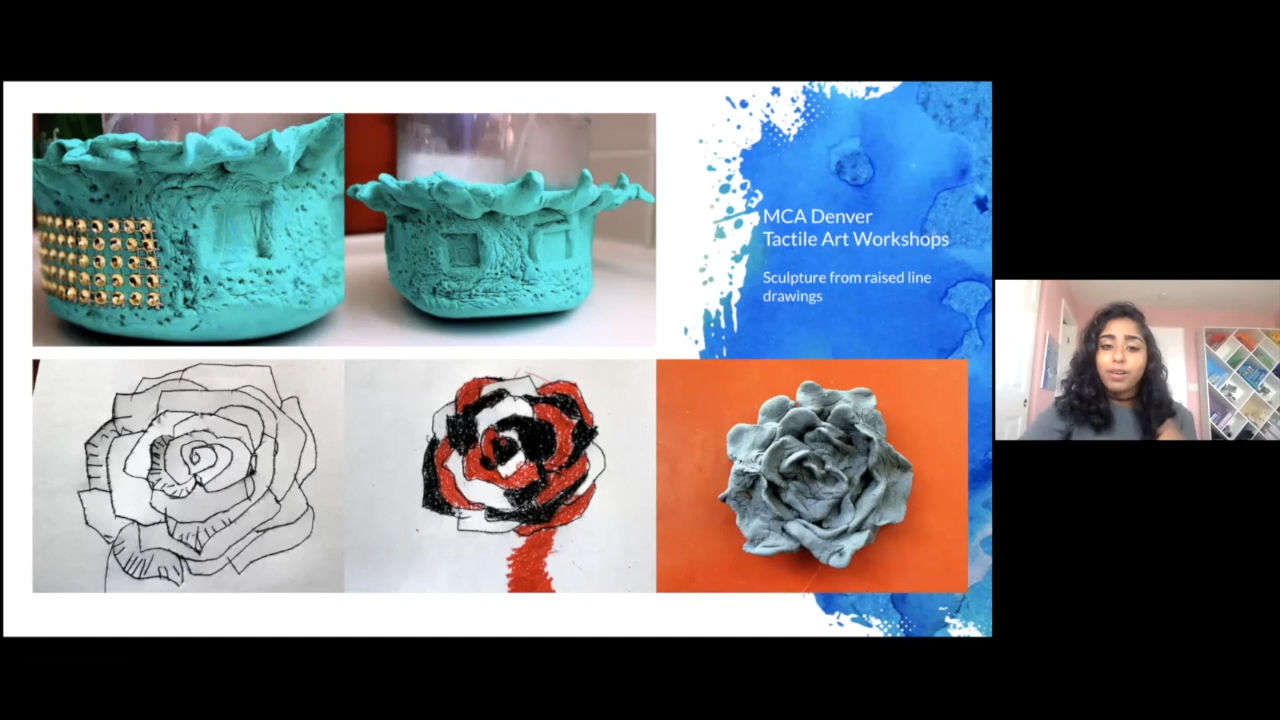 MCA Denver
Tactile Art Workshops
Sculpture from raised line
drawings